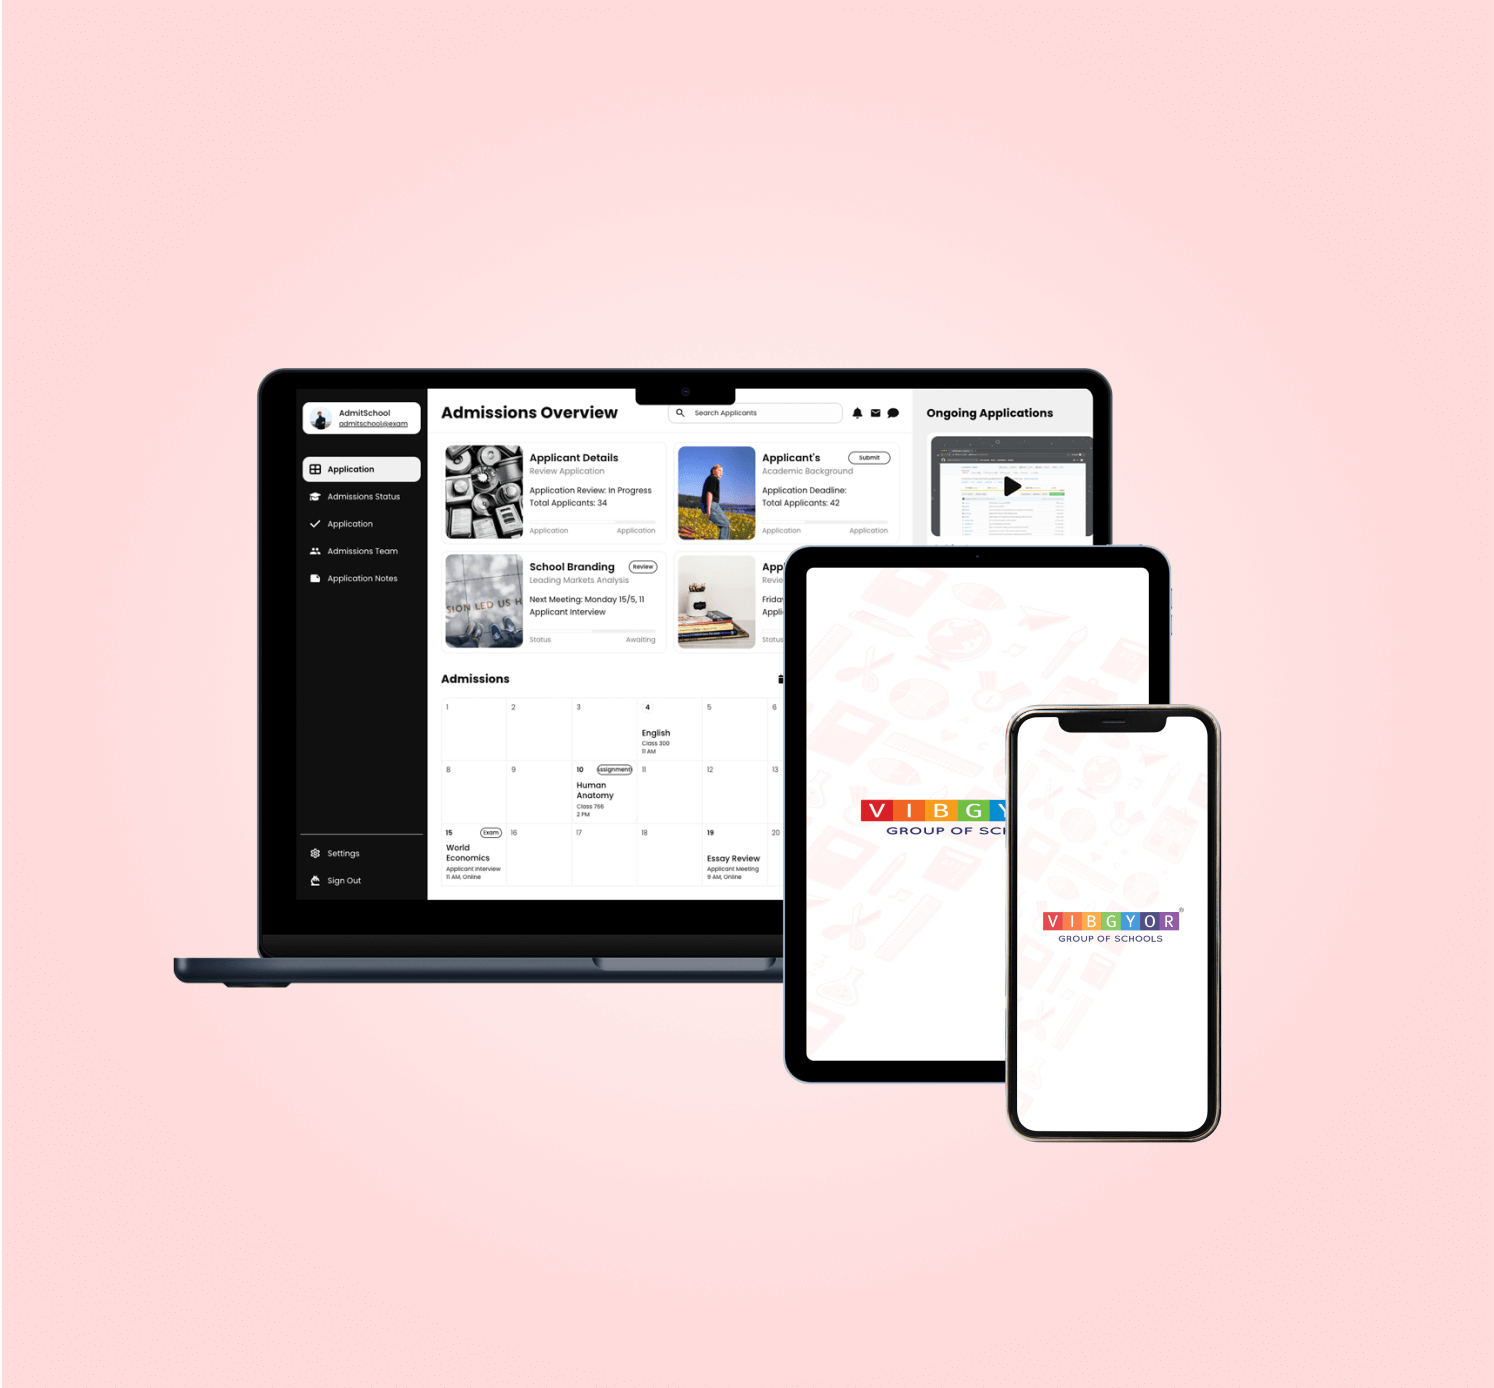 AdmitSchool
admitschool@exam
Application
Admissions Status
Application
Admissions Team
Application Notes
Settings
Sign Out
Admissions Overview
Search Applicants
Applicant Details
Review Application
Application Review: In Progress
Total Applicants: 34
Application Application
Applicant's
Submit
Academic Background
Application Deadline:
Total Applicants: 42
Application Application
School Branding
Review
Leading Markets Analysis
Next Meeting: Monday 15/5, 11
Applicant Interview
Status Awaiting
SION LED US H
App
Revie
Friday
Appli
Status
Admissions
1 2 3 4 5 6
English
Class 300
11 AM
8 9 10 ssignment 11 12 13
Human
Anatomy
Class 766
2 PM
15 Exam 16 17 18 19 20
World
Economics
Applicant Interview
11 AM, Online
Essay Review
Applicant Meeting
9 AM, Online
Ongoing Applications
VIBGY
GROUP OF SCH
VIBGYOR®
GROUP OF SCHOOLS